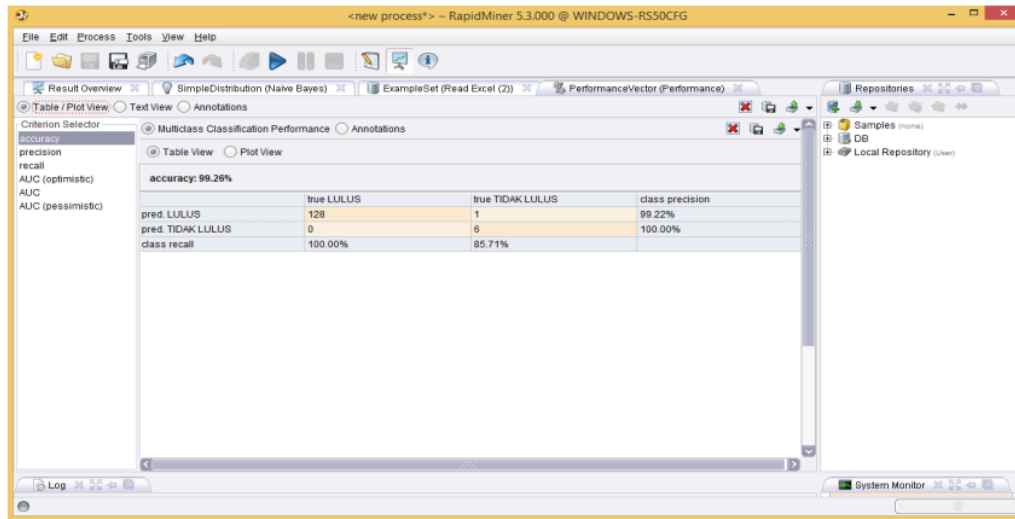 <new process*> – RapidMiner 5.3.000 @ WINDOWS-RS50CFG
File Edit Process Tools View Help
Result Overview SimpleDistribution (Naive Bayes) ExampleSet (Read Excel (2)) PerformanceVector (Performance) Repositories
Table / Plot View Text View Annotations
Criterion Selector
accuracy
precision
recall
AUC (optimistic)
AUC
AUC (pessimistic)
Multiclass Classification Performance Annotations
Table View Plot View
accuracy: 99.26%
true LULUS true TIDAK LULUS class precision
pred. LULUS 128 1 99.22%
pred. TIDAK LULUS 0 6 100.00%
class recall 100.00% 85.71%
Samples (none)
DB
Local Repository (User)
Log System Monitor